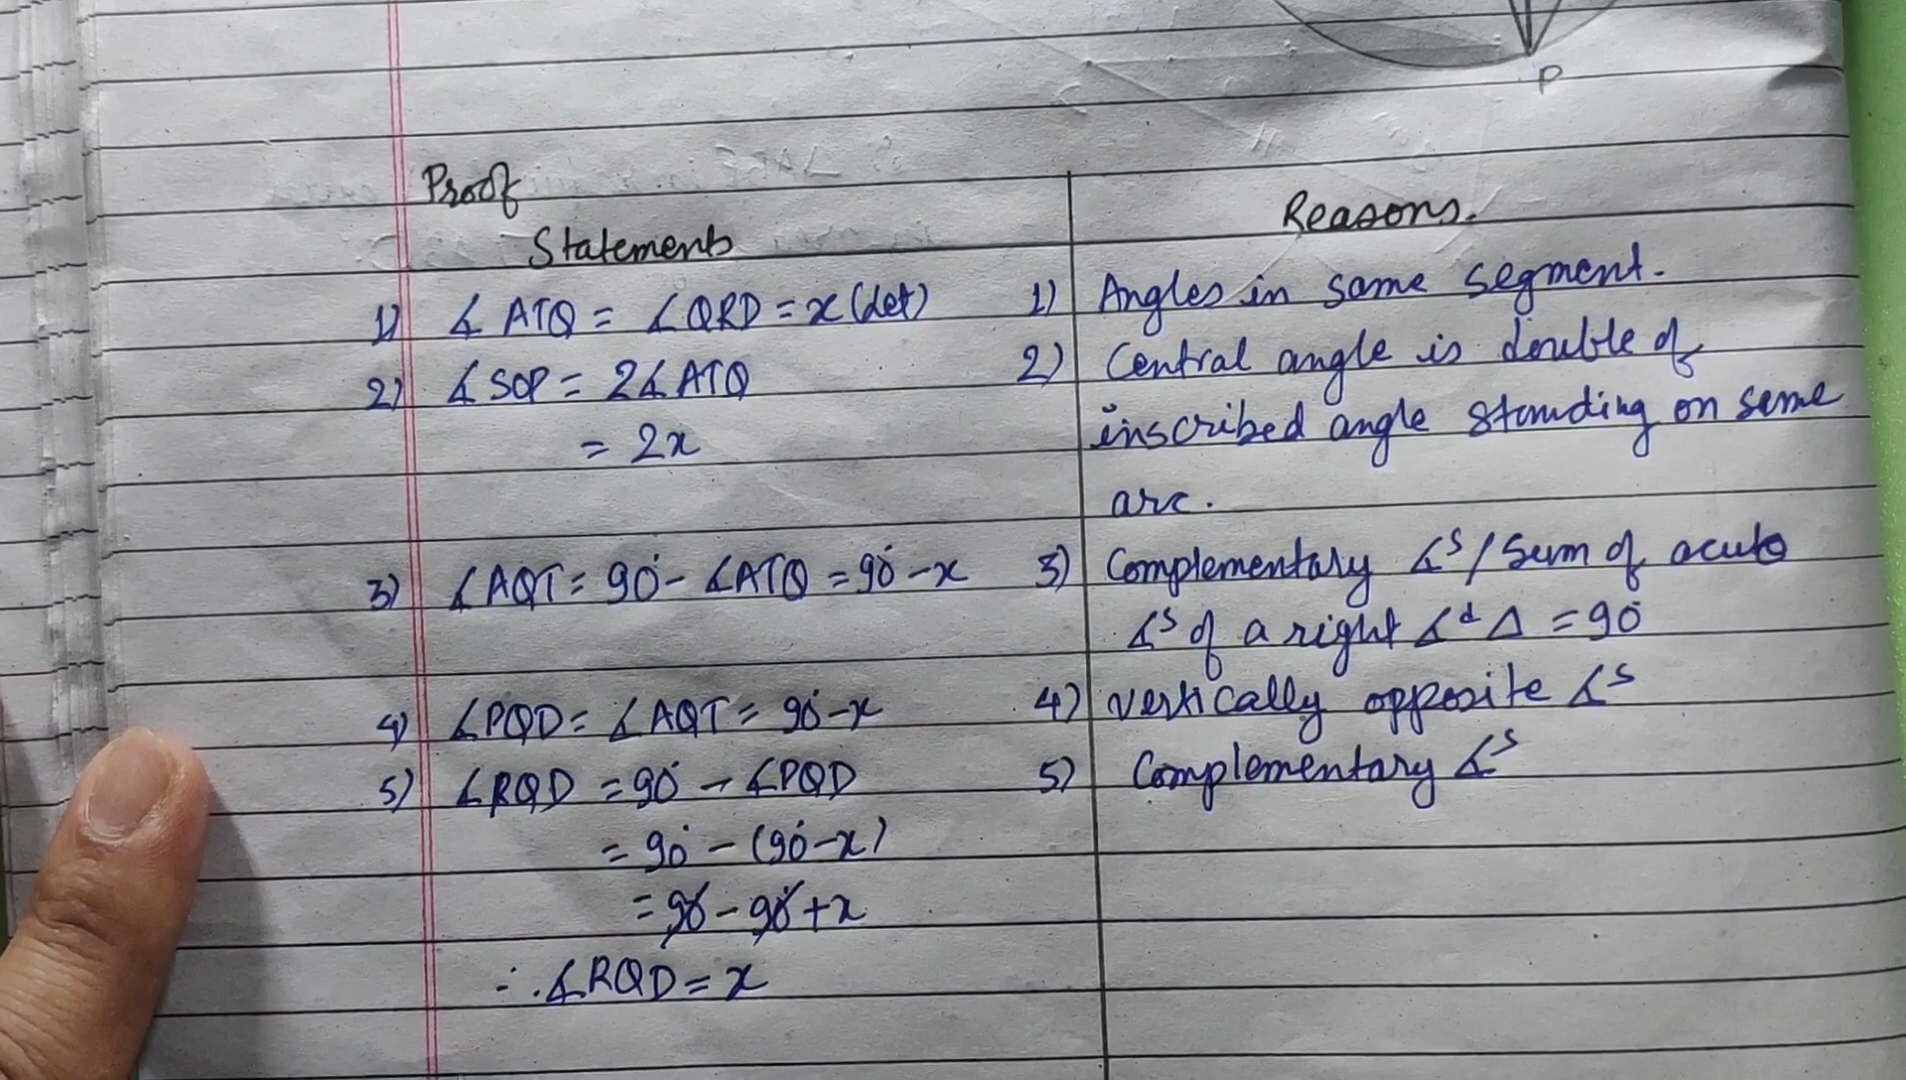 P
Proof
Statements
Reasons.
1) ∡ ATQ = ∡QRD = x (let)
1) Angles in same segment.
2) ∡SOP = 2∡ATQ
= 2x
2) Central angle is double of
inscribed angle standing on same
arc.
3) ∡AQT = 90° - ∡ATQ = 90° - x
3) Complementary ∡s / Sum of acute
∡s of a right ∡d Δ = 90°
4) ∡PQD = ∡AQT = 90° - x
4) vertically opposite ∡s
5) ∡RQD = 90° - ∡PQD
= 90° - (90° - x)
= 90° - 90° + x
∴ ∡RQD = x
5) Complementary ∡s